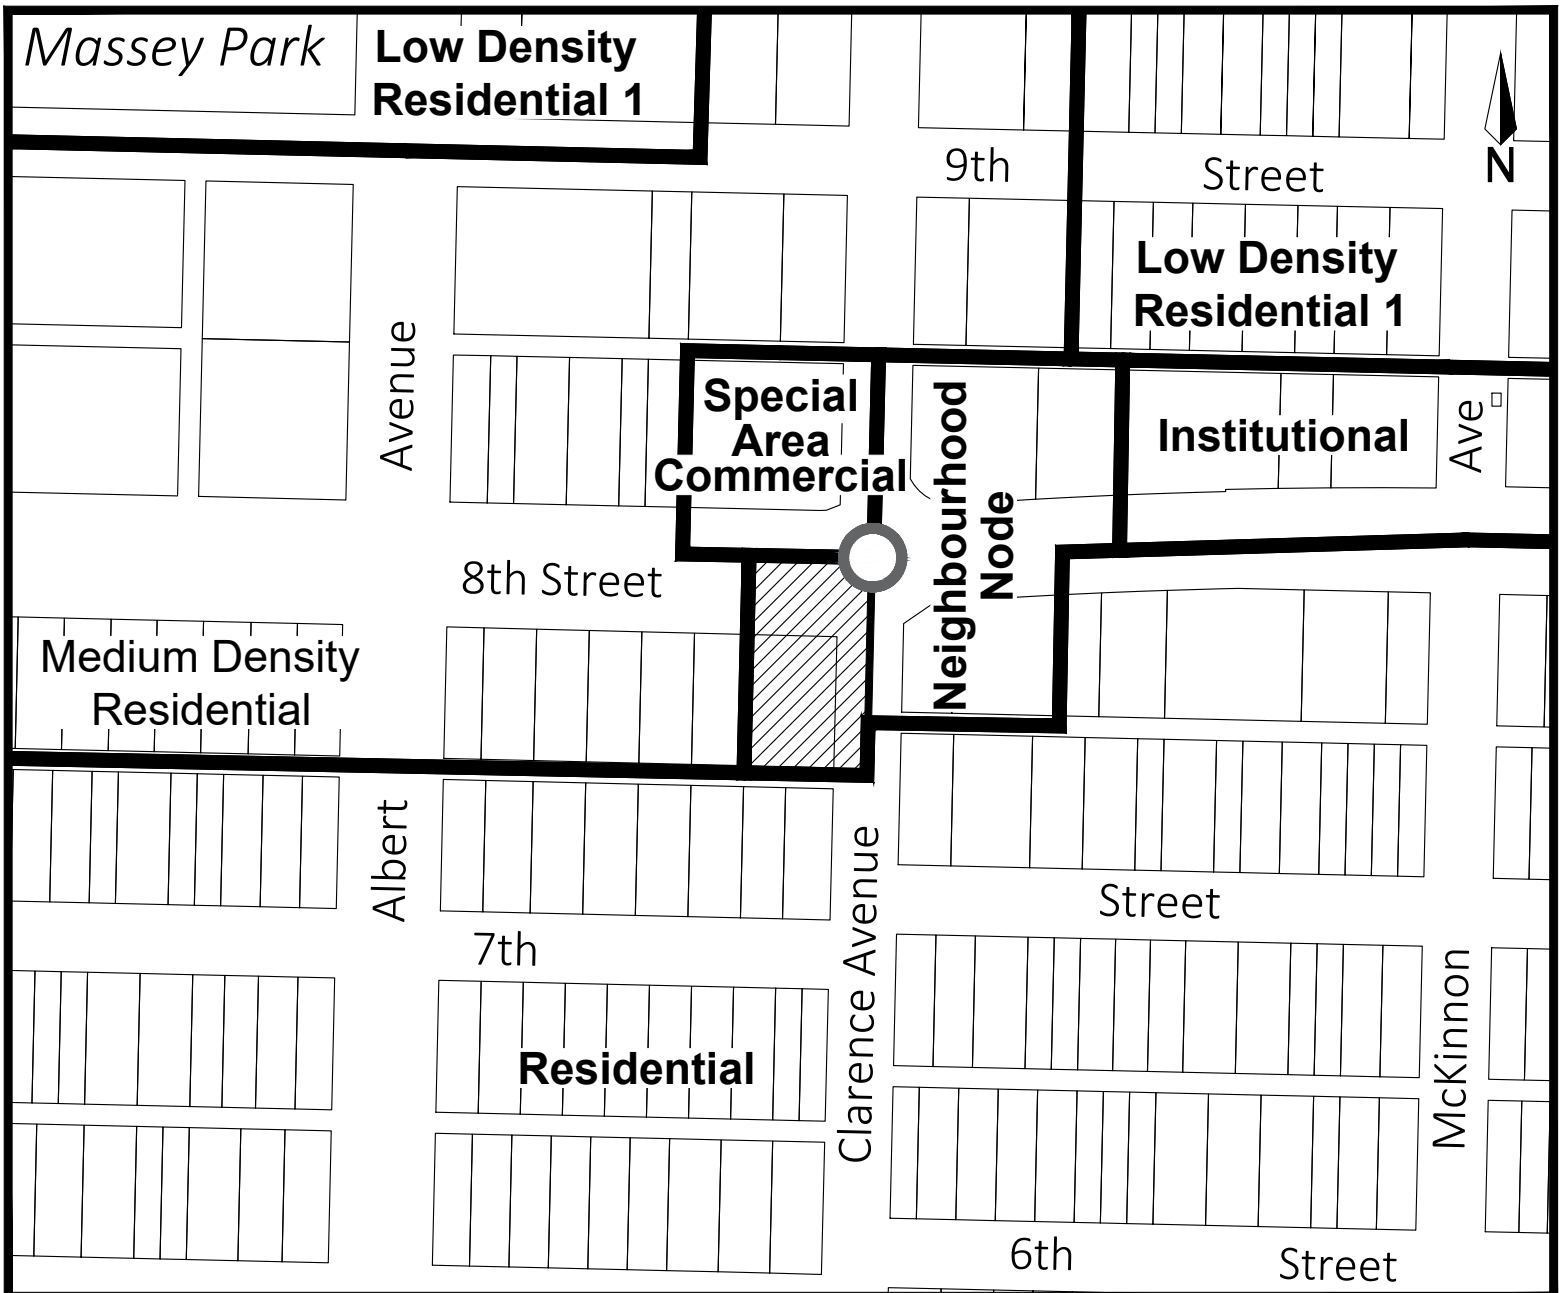 Massey Park
Low Density
Residential 1
N
9th
Street
Low Density
Residential 1
Avenue
Special
Area
Commercial
Neighbourhood
Node
Institutional
Ave
8th Street
Medium Density
Residential
Albert
Clarence Avenue
Street
7th
McKinnon
Residential
6th
Street